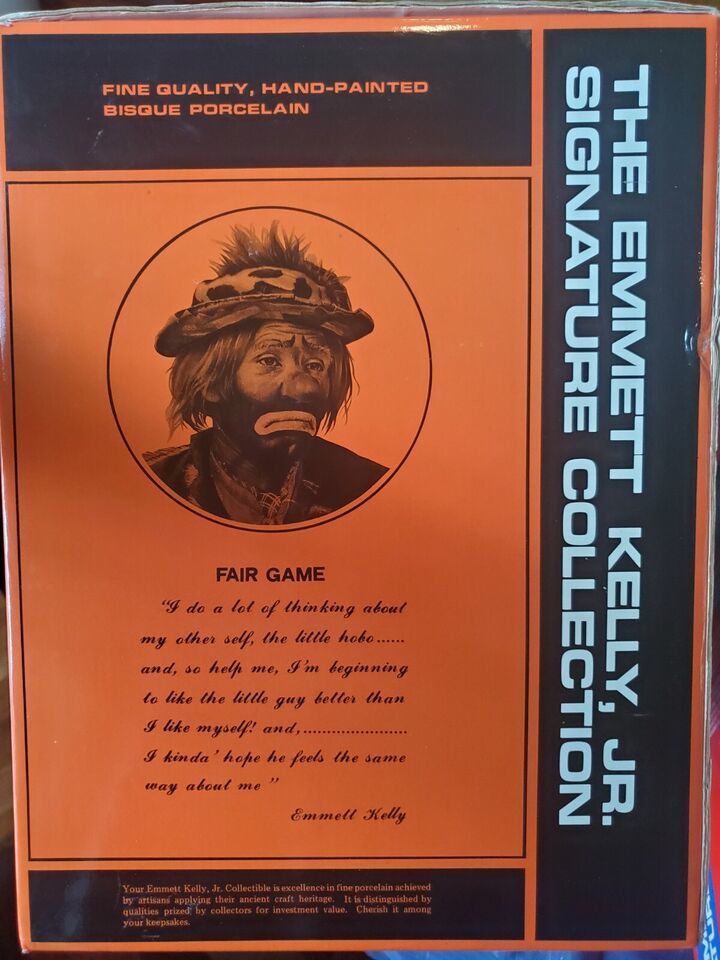 FINE QUALITY, HAND-PAINTED
BISQUE PORCELAIN
THE EMMETT KELLY, JR.
SIGNATURE COLLECTION
FAIR GAME
"I do a lot of thinking about
my other self, the little hobo......
and, so help me, I'm beginning
to like the little guy better than
I like myself! and,......................
I kinda' hope he feels the same
way about me"
Emmett Kelly
Your Emmett Kelly, Jr. Collectible is excellence in fine porcelain achieved
by artisans applying their ancient craft heritage. It is distinguished by
qualities prized by collectors for investment value. Cherish it among
your keepsakes.